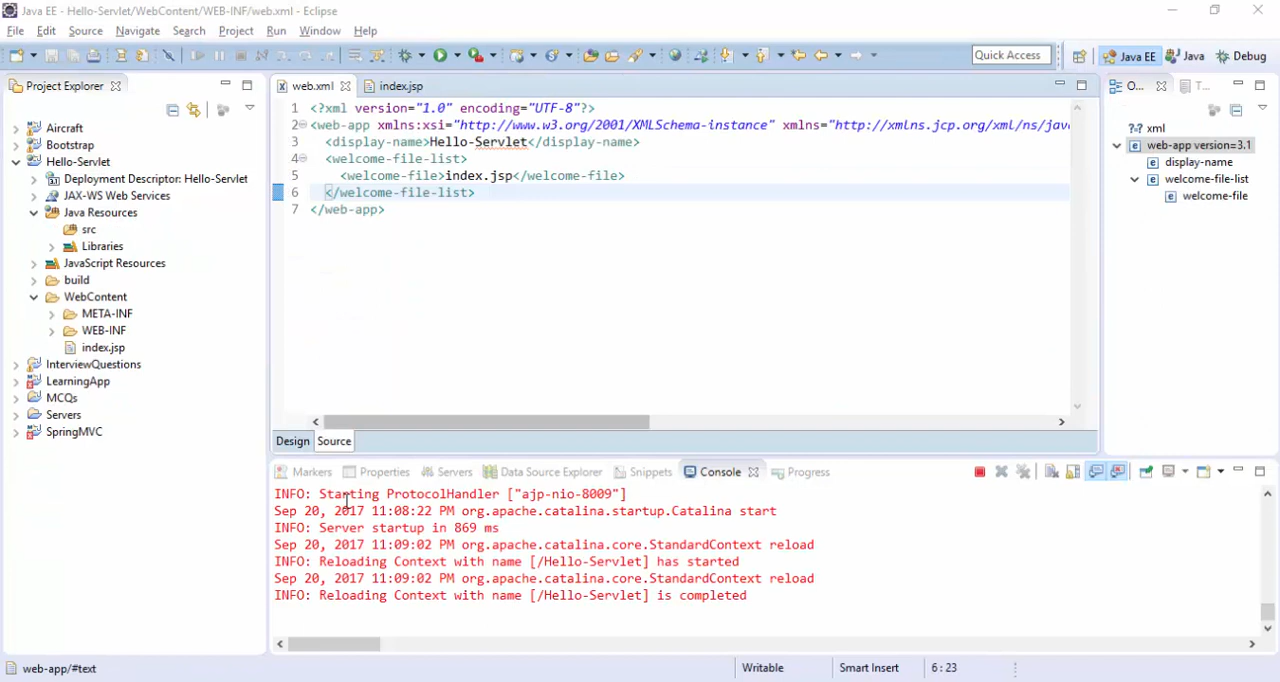 Java EE - Hello-Servlet/WebContent/WEB-INF/web.xml - Eclipse
File Edit Source Navigate Search Project Run Window Help
Quick Access
Java EE Java Debug
Project Explorer
Aircraft
Bootstrap
Hello-Servlet
Deployment Descriptor: Hello-Servlet
JAX-WS Web Services
Java Resources
src
Libraries
JavaScript Resources
build
WebContent
META-INF
WEB-INF
index.jsp
InterviewQuestions
LearningApp
MCQs
Servers
SpringMVC
web.xml index.jsp
1 <?xml version="1.0" encoding="UTF-8"?>
2 <web-app xmlns:xsi="http://www.w3.org/2001/XMLSchema-instance" xmlns="http://xmlns.jcp.org/xml/ns/jav
3 <display-name>Hello-Servlet</display-name>
4 <welcome-file-list>
5 <welcome-file>index.jsp</welcome-file>
6 </welcome-file-list>
7 </web-app>
Design Source
O... T...
?=? xml
web-app version=3.1
display-name
welcome-file-list
welcome-file
Markers Properties Servers Data Source Explorer Snippets Console Progress
INFO: Starting ProtocolHandler ["ajp-nio-8009"]
Sep 20, 2017 11:08:22 PM org.apache.catalina.startup.Catalina start
INFO: Server startup in 869 ms
Sep 20, 2017 11:09:02 PM org.apache.catalina.core.StandardContext reload
INFO: Reloading Context with name [/Hello-Servlet] has started
Sep 20, 2017 11:09:02 PM org.apache.catalina.core.StandardContext reload
INFO: Reloading Context with name [/Hello-Servlet] is completed
web-app/#text
Writable
Smart Insert
6 : 23